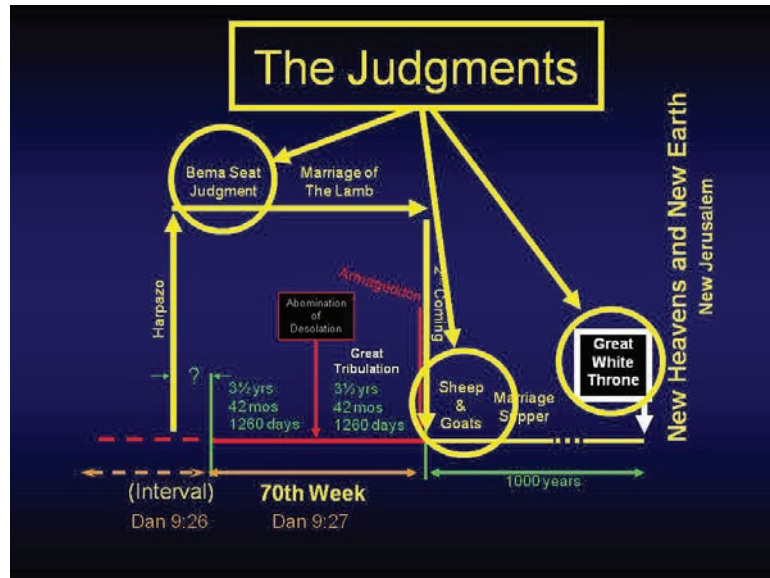 The Judgments
Bema Seat
Judgment
Marriage of
The Lamb
Harpazo
?
Abomination
of
Desolation
Armageddon
2nd Coming
Great
Tribulation
3½ yrs
42 mos
1260 days
3½ yrs
42 mos
1260 days
Sheep
&
Goats
Marriage
Supper
Great
White
Throne
New Heavens and New Earth
New Jerusalem
(Interval)
Dan 9:26
70th Week
Dan 9:27
1000 years